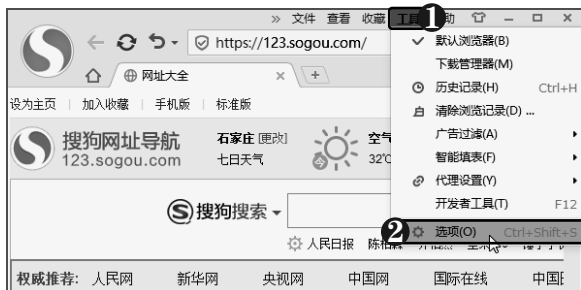 » 文件 查看 收藏 工具 助
https://123.sogou.com/
网址大全
设为主页 加入收藏 手机版 标准版
搜狗网址导航
123.sogou.com
石家庄 [更改]
七日天气
空气
32℃
搜狗搜索
人民日报
权威推荐： 人民网 新华网 央视网 中国网 国际在线
1
默认浏览器(B)
下载管理器(M)
历史记录(H) Ctrl+H
清除浏览记录(D) ...
广告过滤(A)
智能填表(F)
代理设置(Y)
开发者工具(T) F12
2
选项(O) Ctrl+Shift+S